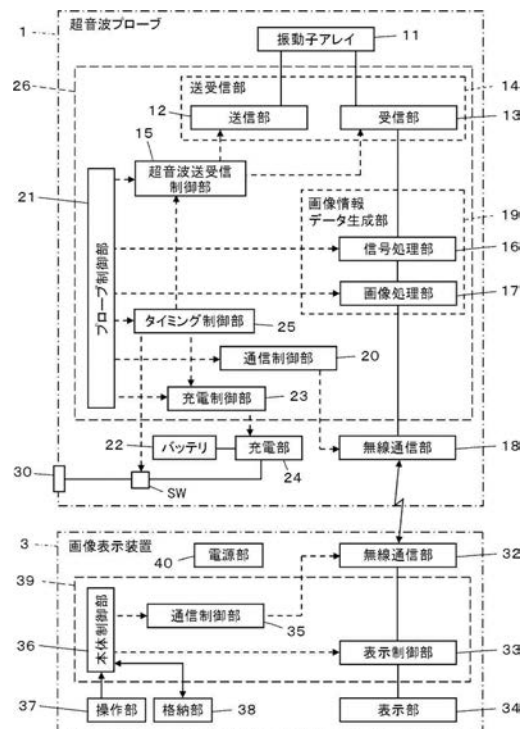 1
超音波プローブ
振動子アレイ
11
26
送受信部
14
12
送信部
受信部
13
15
超音波送受信
制御部
21
プローブ制御部
画像情報
データ生成部
19
信号処理部
16
画像処理部
17
タイミング制御部
25
通信制御部
20
充電制御部
23
22
バッテリ
充電部
24
無線通信部
18
30
SW
3
画像表示装置
電源部
40
無線通信部
32
39
本体制御部
通信制御部
35
36
表示制御部
33
37
操作部
格納部
38
表示部
34